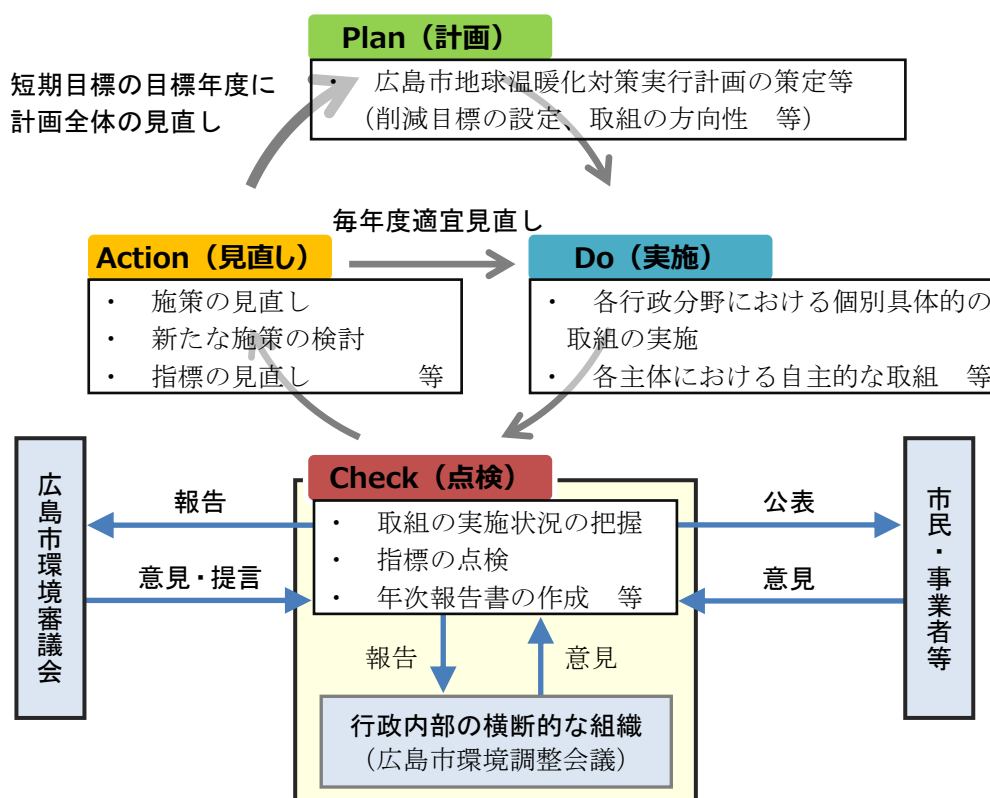 Plan（計画）
・　広島市地球温暖化対策実行計画の策定等
（削減目標の設定、取組の方向性　等）
短期目標の目標年度に
計画全体の見直し
毎年度適宜見直し
Action（見直し）
・　施策の見直し
・　新たな施策の検討
・　指標の見直し　　　　等
Do（実施）
・　各行政分野における個別具体的の
取組の実施
・　各主体における自主的な取組　等
Check（点検）
・　取組の実施状況の把握
・　指標の点検
・　年次報告書の作成　等
広島市環境審議会
報告
意見・提言
公表
意見
市民・事業者等
報告
意見
行政内部の横断的な組織
（広島市環境調整会議）